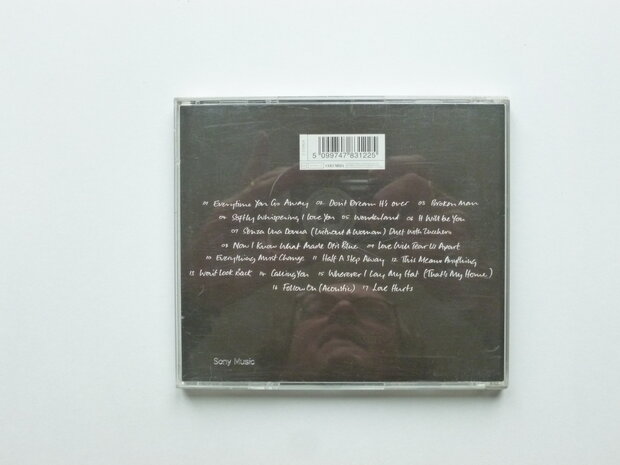 5 099747 831225
01 Everytime You Go Away 02 Don't Dream It's Over 03 Broken Man
04 Softly Whispering I Love You 05 Wonderland 06 It Will Be You
07 Senza Una Donna (Without A Woman) Duet With Zucchero
08 Now I Know What Made Otis Blue 09 Love Will Tear Us Apart
10 Everything Must Change 11 Half A Step Away 12 This Means Anything
13 Won't Look Back 14 Calling You 15 Wherever I Lay My Hat (That's My Home)
16 Follow On (Acoustic) 17 Love Hurts
Sony Music